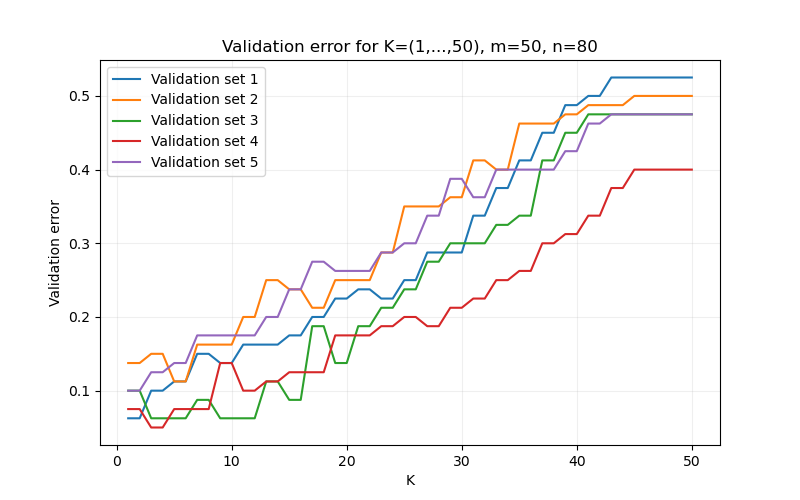 Validation error for K=(1,...,50), m=50, n=80
Validation set 1
Validation set 2
Validation set 3
Validation set 4
Validation set 5
Validation error
0.5
0.4
0.3
0.2
0.1
0 10 20 30 40 50
K